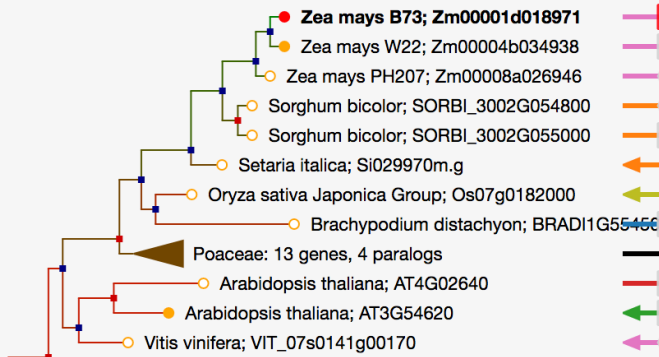 Zea mays B73; Zm00001d018971
Zea mays W22; Zm00004b034938
Zea mays PH207; Zm00008a026946
Sorghum bicolor; SORBI_3002G054800
Sorghum bicolor; SORBI_3002G055000
Setaria italica; Si029970m.g
Oryza sativa Japonica Group; Os07g0182000
Brachypodium distachyon;
Poaceae: 13 genes, 4 paralogs
Arabidopsis thaliana; AT4G02640
Arabidopsis thaliana; AT3G54620
Vitis vinifera; VIT_07s0141g00170